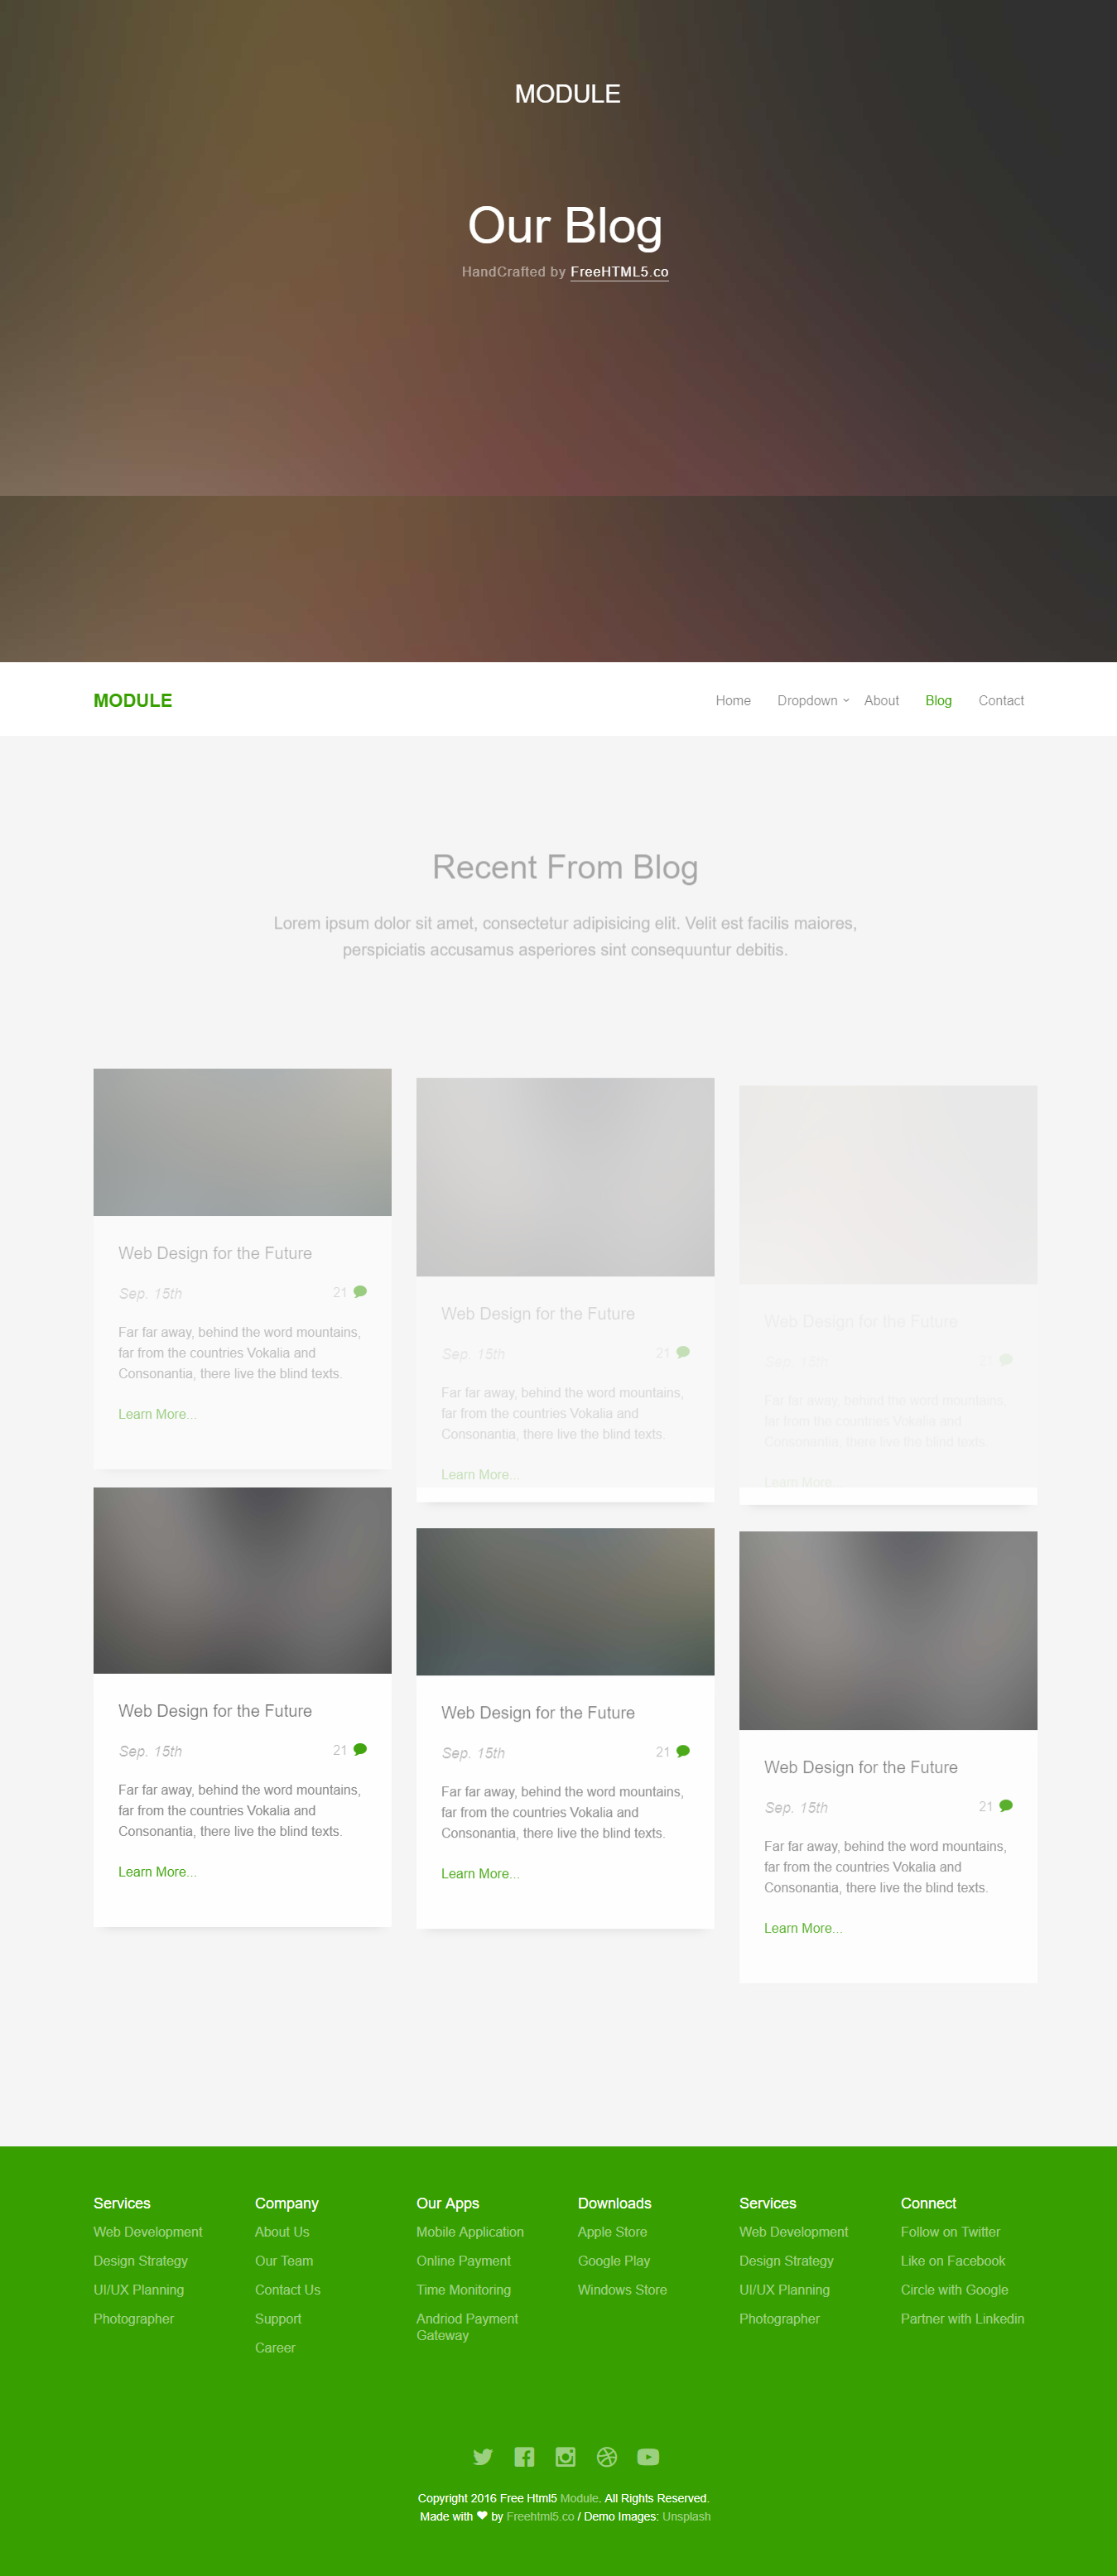 MODULE
Our Blog
HandCrafted by FreeHTML5.co
MODULE
Home Dropdown About Blog Contact
Recent From Blog
Lorem ipsum dolor sit amet, consectetur adipisicing elit. Velit est facilis maiores,
perspiciatis accusamus asperiores sint consequuntur debitis.
Web Design for the Future
Sep. 15th 21
Far far away, behind the word mountains,
far from the countries Vokalia and
Consonantia, there live the blind texts.
Learn More...
Web Design for the Future
Sep. 15th 21
Far far away, behind the word mountains,
far from the countries Vokalia and
Consonantia, there live the blind texts.
Learn More...
Web Design for the Future
Sep. 15th 21
Far far away, behind the word mountains,
far from the countries Vokalia and
Consonantia, there live the blind texts.
Learn More...
Web Design for the Future
Sep. 15th 21
Far far away, behind the word mountains,
far from the countries Vokalia and
Consonantia, there live the blind texts.
Learn More...
Web Design for the Future
Sep. 15th 21
Far far away, behind the word mountains,
far from the countries Vokalia and
Consonantia, there live the blind texts.
Learn More...
Web Design for the Future
Sep. 15th 21
Far far away, behind the word mountains,
far from the countries Vokalia and
Consonantia, there live the blind texts.
Learn More...
Services
Web Development
Design Strategy
UI/UX Planning
Photographer
Company
About Us
Our Team
Contact Us
Support
Career
Our Apps
Mobile Application
Online Payment
Time Monitoring
Andriod Payment
Gateway
Downloads
Apple Store
Google Play
Windows Store
Services
Web Development
Design Strategy
UI/UX Planning
Photographer
Connect
Follow on Twitter
Like on Facebook
Circle with Google
Partner with Linkedin
Copyright 2016 Free Html5 Module. All Rights Reserved.
Made with ❤ by Freehtml5.co / Demo Images: Unsplash